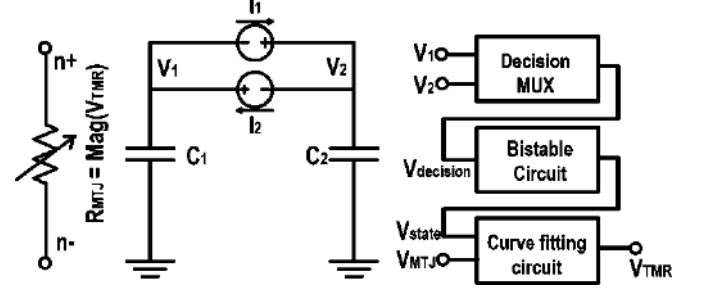 n+
n-
RMTJ = Mag(VTMR)
I1
- +
V1
V2
+ -
I2
C1
C2
V1
V2
Decision
MUX
Vdecision
Bistable
Circuit
Vstate
VMTJ
Curve fitting
circuit
VTMR